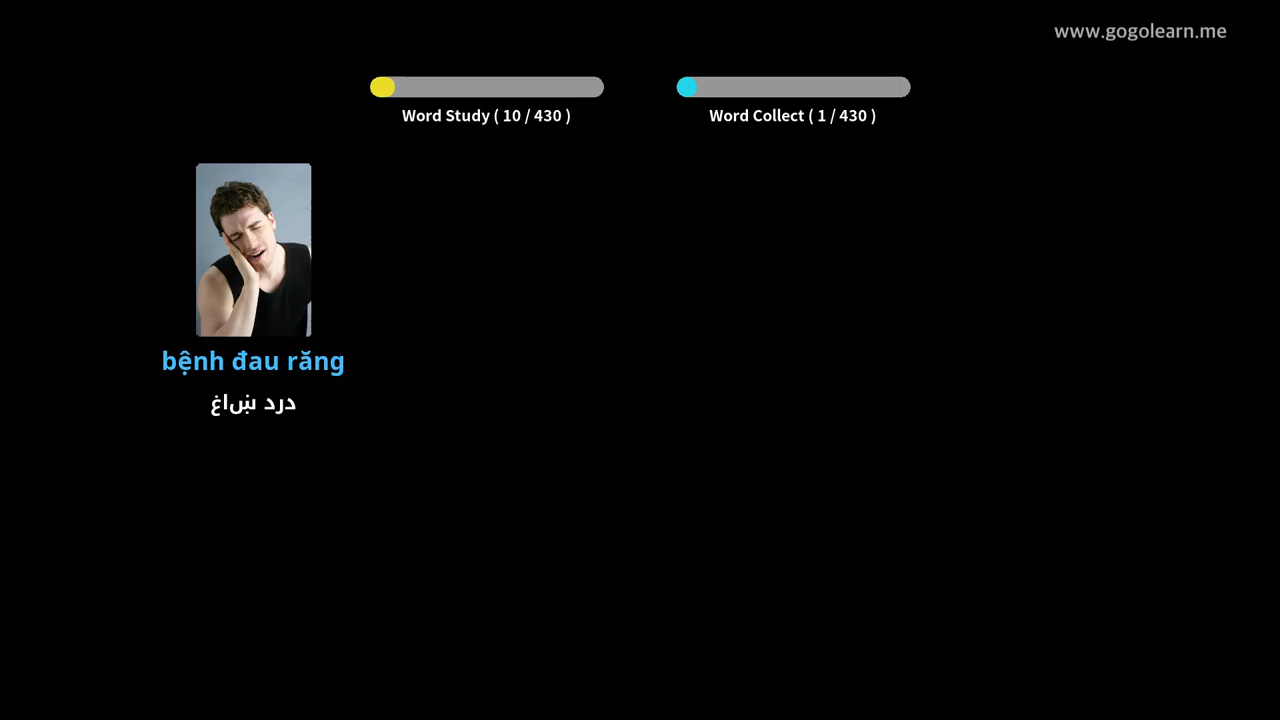 www.gogolearn.me
Word Study ( 10 / 430 )
Word Collect ( 1 / 430 )
bệnh đau răng
درد ښاغ